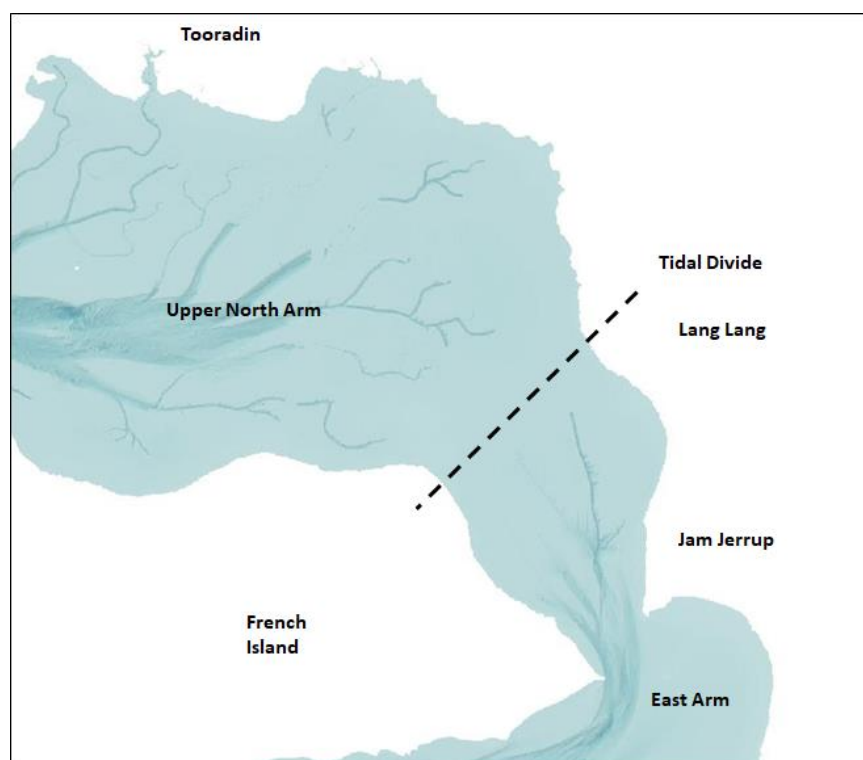 Tooradin
Tidal Divide
Upper North Arm
Lang Lang
Jam Jerrup
French
Island
East Arm